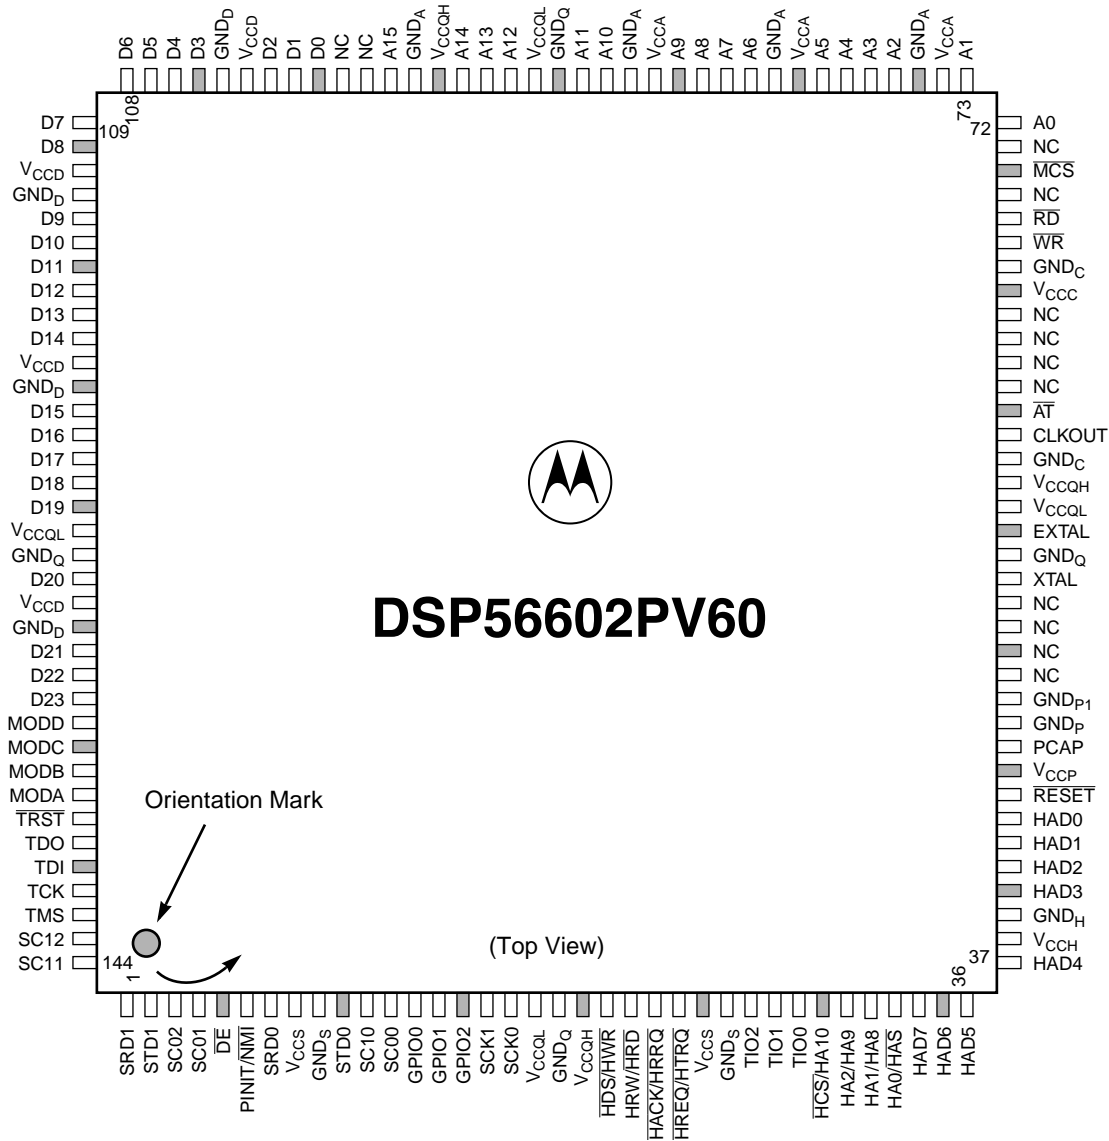 D6
D5
D4
D3
GND_D
V_CCD
D2
D1
D0
NC
NC
A15
GND_A
V_CCQH
A14
A13
A12
V_CCQL
GND_Q
A11
A10
GND_A
V_CCA
A9
A8
A7
A6
GND_A
V_CCA
A5
A4
A3
A2
GND_A
V_CCA
A1
108
73
109
72
D7
D8
V_CCD
GND_D
D9
D10
D11
D12
D13
D14
V_CCD
GND_D
D15
D16
D17
D18
D19
V_CCQL
GND_Q
D20
V_CCD
GND_D
D21
D22
D23
MODD
MODC
MODB
MODA
TRST
TDO
TDI
TCK
TMS
SC12
SC11
A0
NC
MCS
NC
RD
WR
GND_C
V_CCC
NC
NC
NC
NC
AT
CLKOUT
GND_C
V_CCQH
V_CCQL
EXTAL
GND_Q
XTAL
NC
NC
NC
NC
GND_P1
GND_P
PCAP
V_CCP
RESET
HAD0
HAD1
HAD2
HAD3
GND_H
V_CCH
HAD4
DSP56602PV60
Orientation Mark
(Top View)
144
1
37
36
SRD1
STD1
SC02
SC01
DE
PINIT/NMI
SRD0
V_CCS
GND_S
STD0
SC10
SC00
GPIO0
GPIO1
GPIO2
SCK1
SCK0
V_CCQL
GND_Q
V_CCQH
HDS/HWR
HRW/HRD
HACK/HRRQ
HREQ/HTRQ
V_CCS
GND_S
TIO2
TIO1
TIO0
HCS/HA10
HA2/HA9
HA1/HA8
HA0/HAS
HAD7
HAD6
HAD5